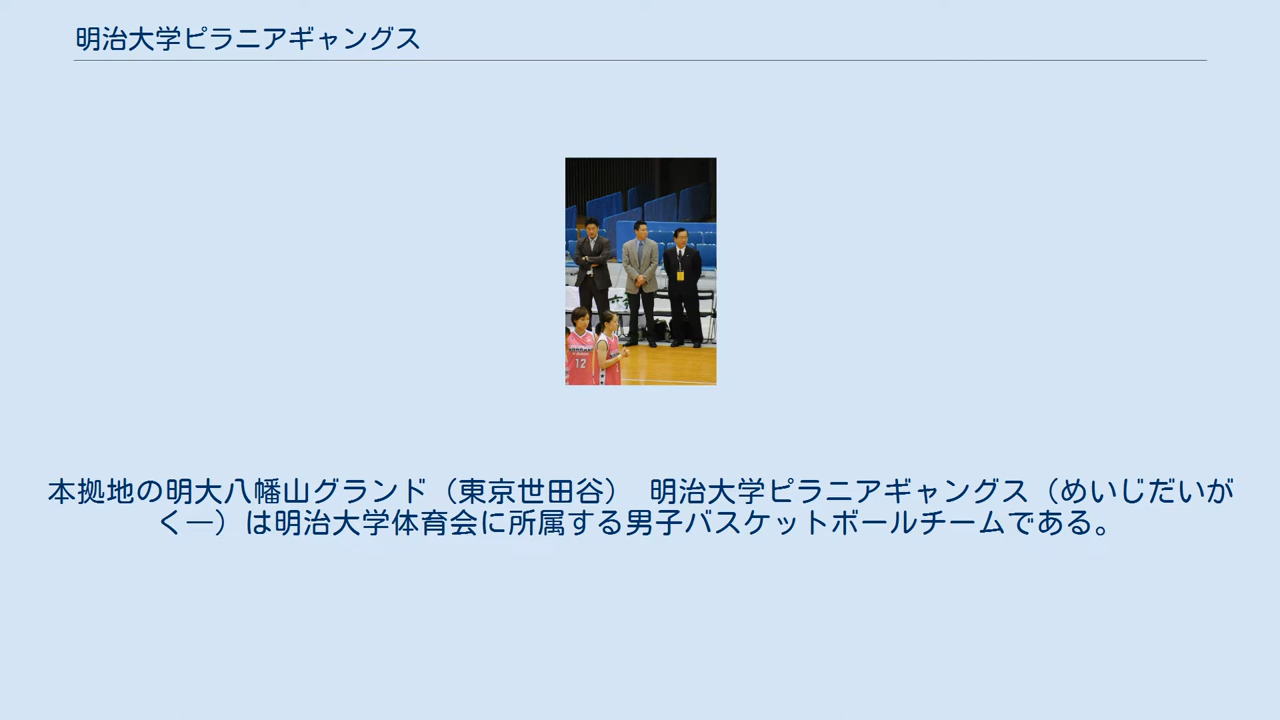 明治大学ピラニアギャングス
12
本拠地の明大八幡山グランド（東京世田谷）　明治大学ピラニアギャングス（めいじだいが
く―）は明治大学体育会に所属する男子バスケットボールチームである。